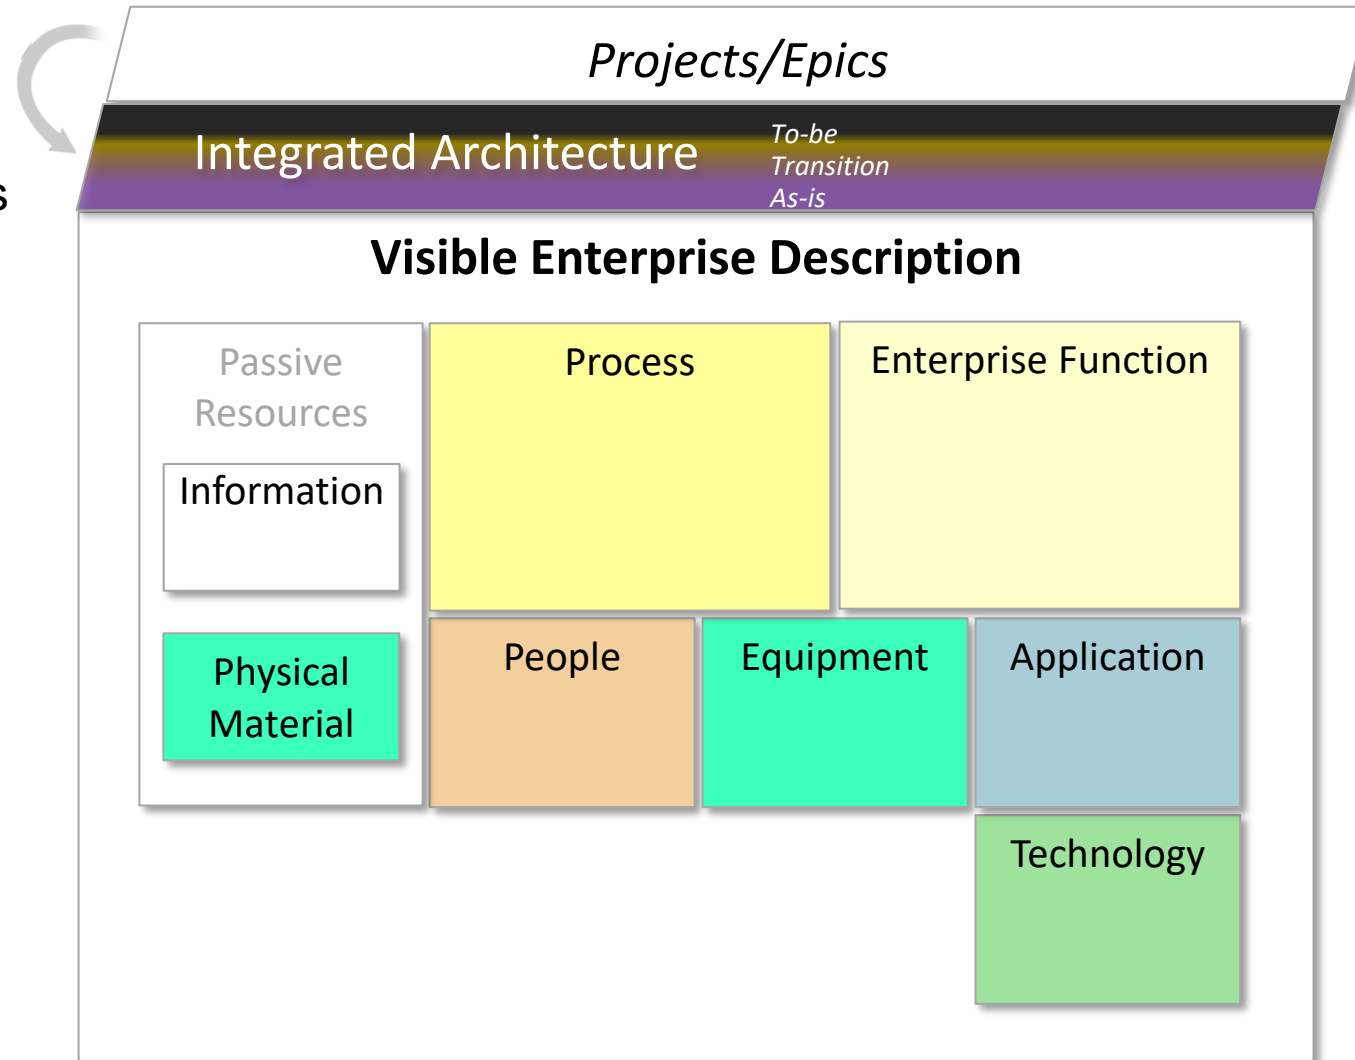 Projects/Epics
Integrated Architecture
To-be
Transition
As-is
s
Visible Enterprise Description
Passive
Resources
Information
Physical
Material
Process
Enterprise Function
People
Equipment
Application
Technology